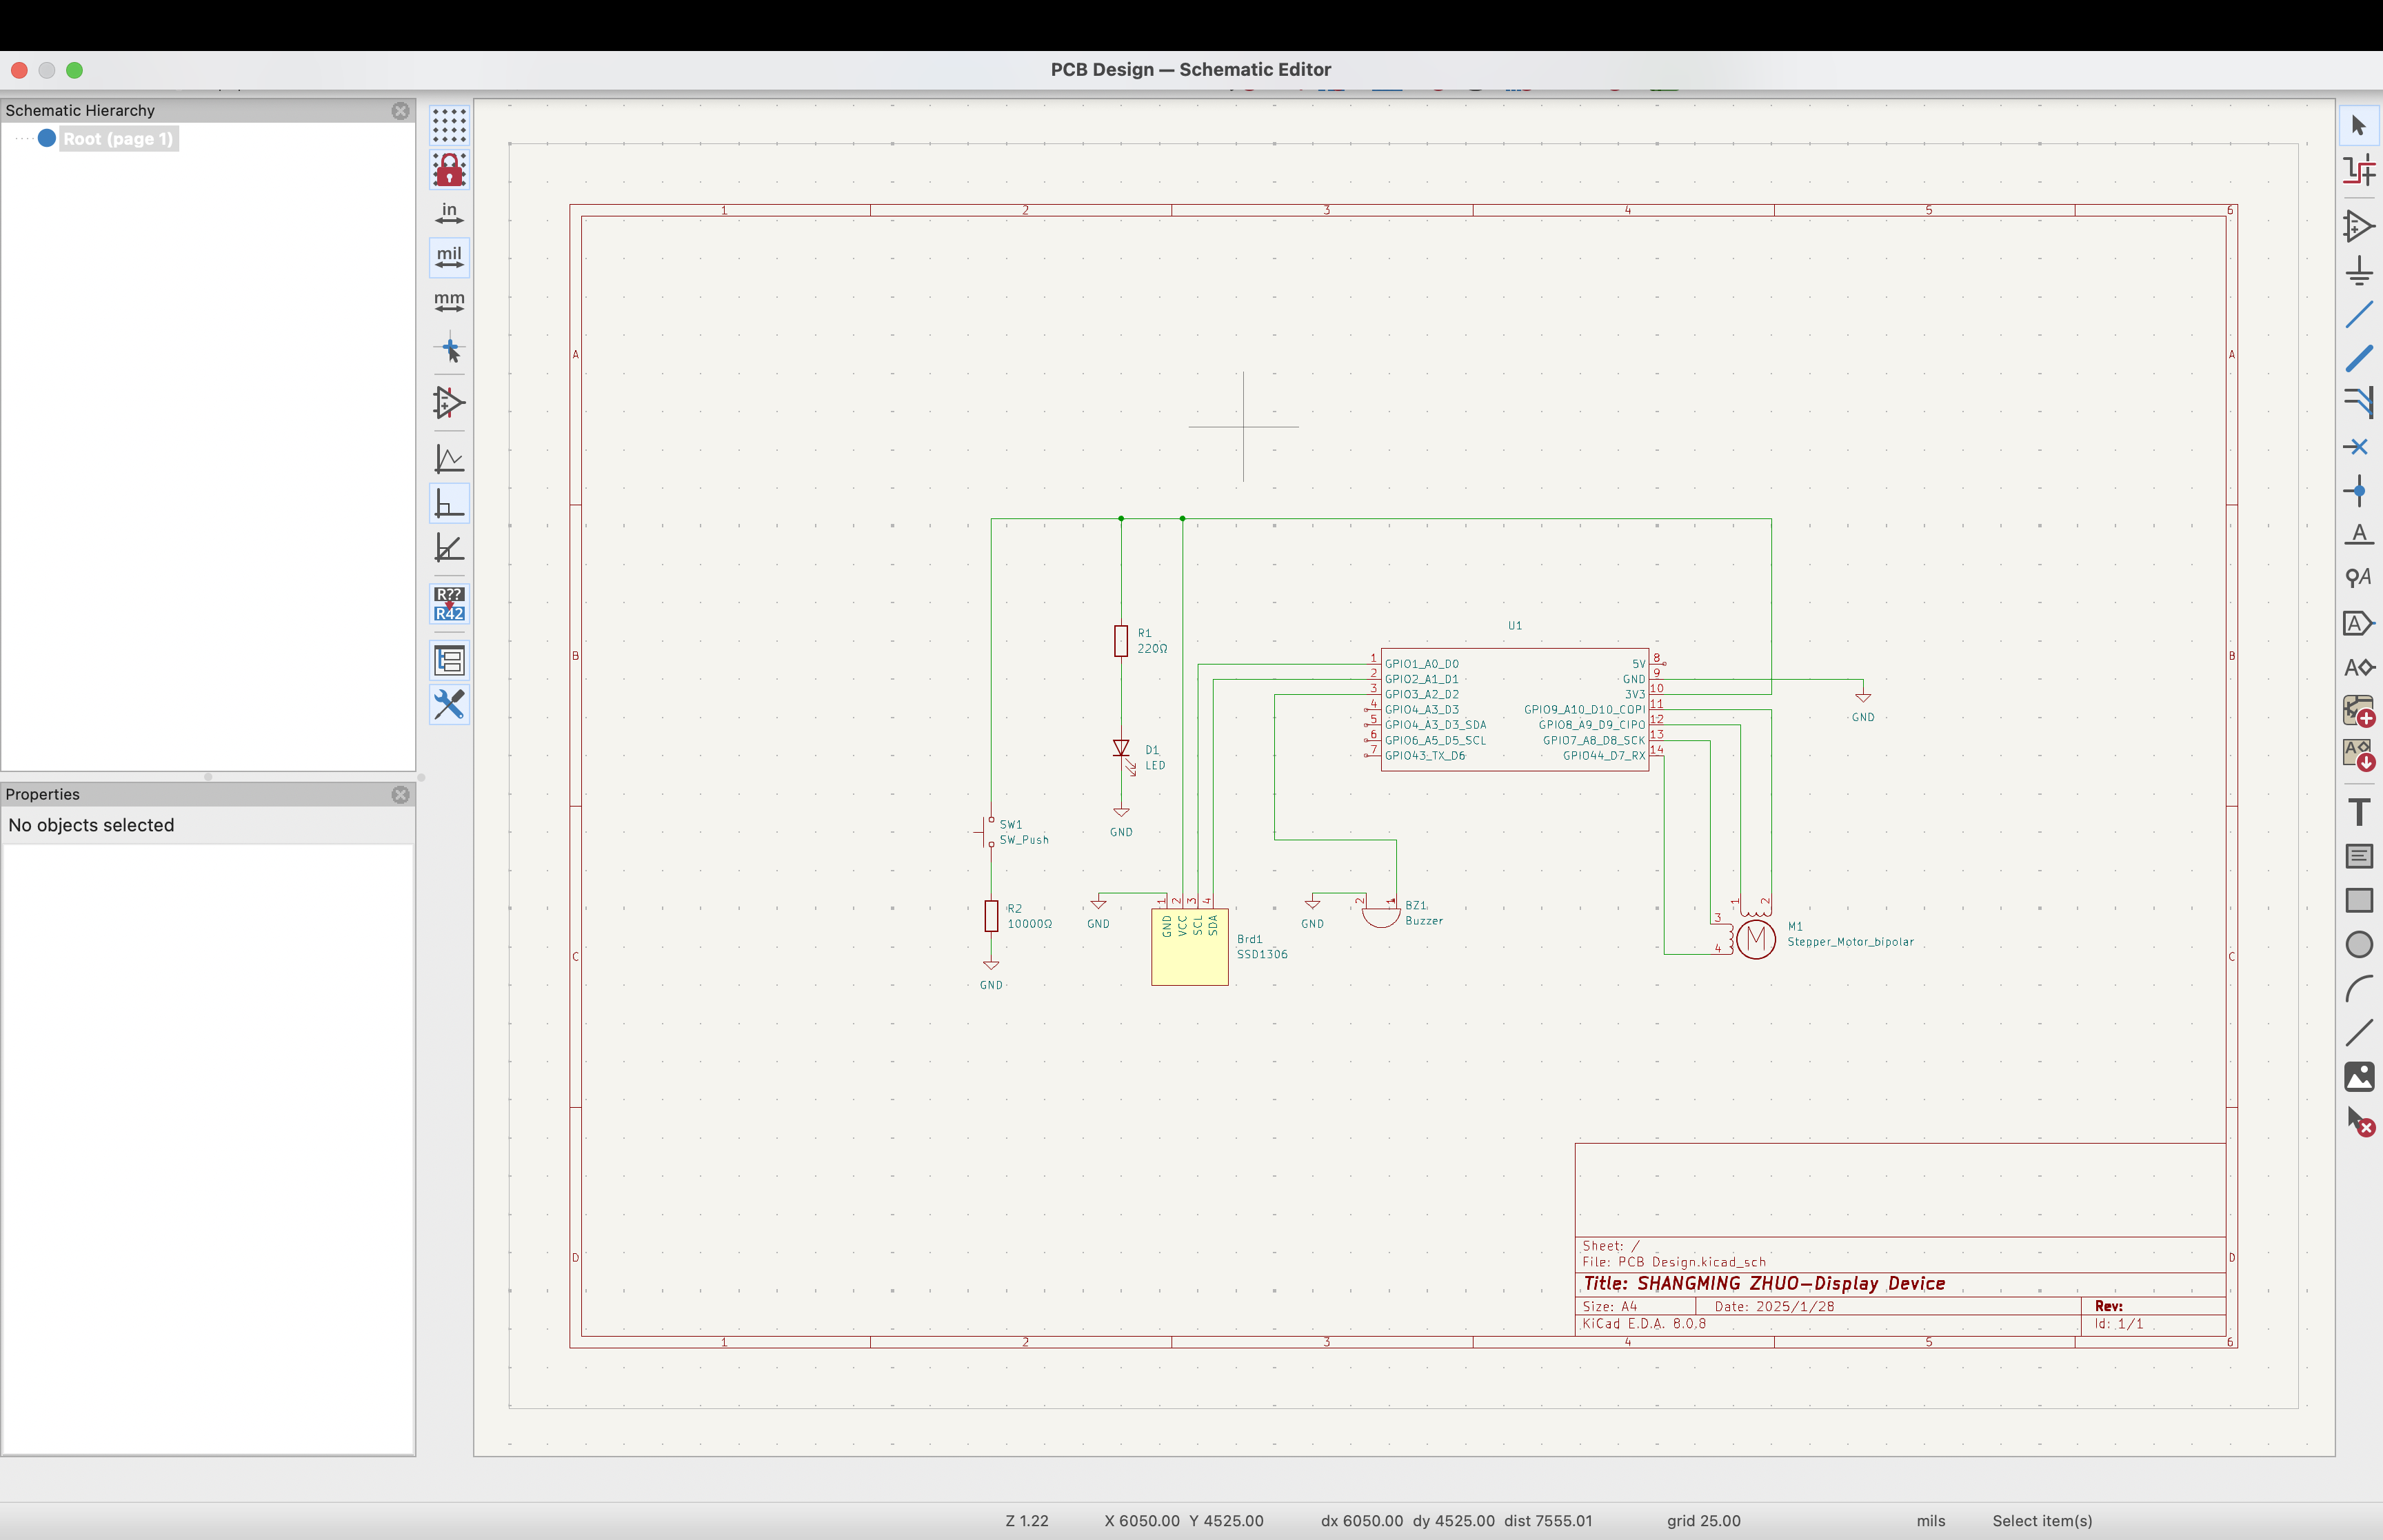 PCB Design — Schematic Editor
Schematic Hierarchy
Root (page 1)
in
mil
mm
R??
R42
Properties
No objects selected
1 2 3 4 5 6
A A
B B
C C
D D
1 2 3 4 5 6
R1
220Ω
D1
LED
GND
SW1
SW_Push
R2
10000Ω
GND
GND
1 2 3 4
GND VCC SCL SDA
Brd1
SSD1306
GND
2 1
BZ1
Buzzer
U1
1 GPIO1_A0_D0
2 GPIO2_A1_D1
3 GPIO3_A2_D2
4 GPIO4_A3_D3
5 GPIO4_A3_D3_SDA
6 GPIO6_A5_D5_SCL
7 GPIO43_TX_D6
5V 8
GND 9
3V3 10
GPIO9_A10_D10_COPI 11
GPIO8_A9_D9_CIPO 12
GPIO7_A8_D8_SCK 13
GPIO44_D7_RX 14
GND
1 2
3
4
M
M1
Stepper_Motor_bipolar
Sheet: /
File: PCB Design.kicad_sch
Title: SHANGMING ZHUO-Display Device
Size: A4 Date: 2025/1/28 Rev:
KiCad E.D.A. 8.0.8 Id: 1/1
A
A
A
A
A
T
Z 1.22 X 6050.00 Y 4525.00 dx 6050.00 dy 4525.00 dist 7555.01 grid 25.00 mils Select item(s)